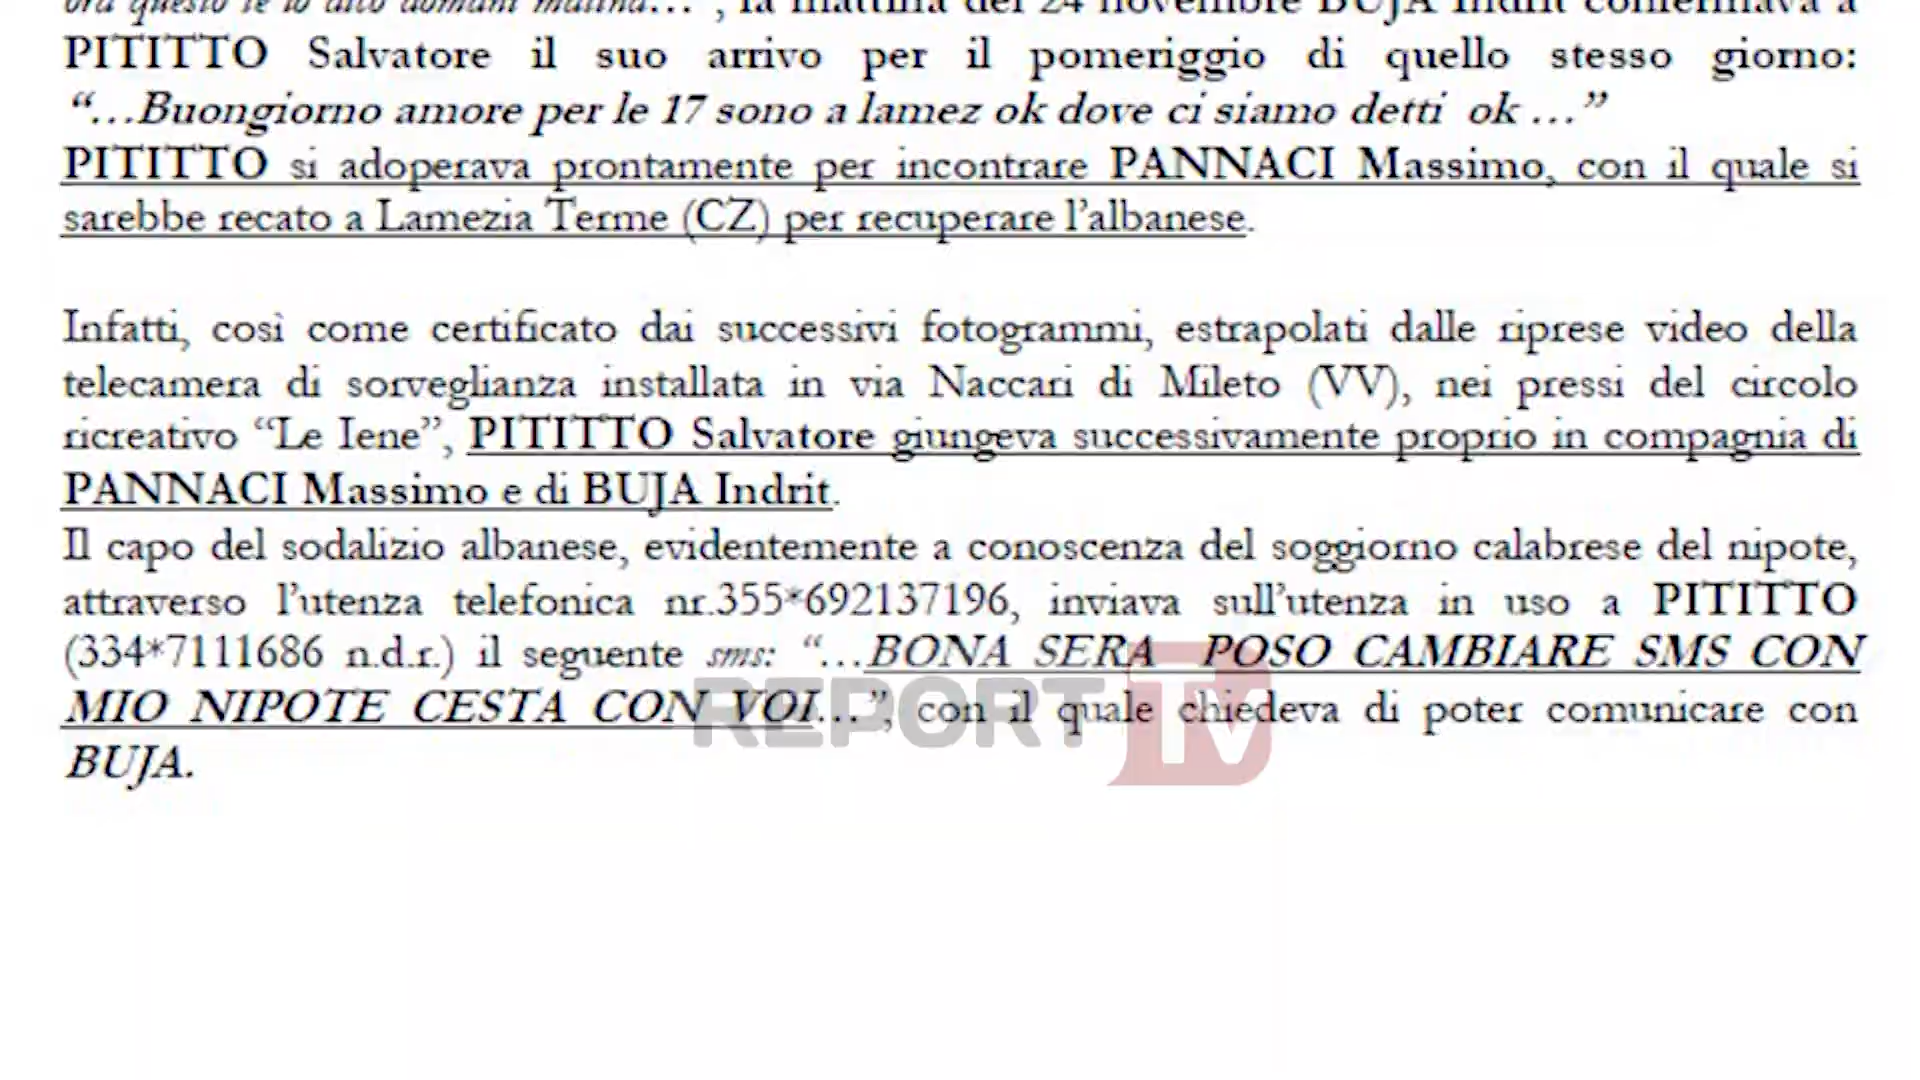 ora questo te lo dico domani mattina…”, la mattina del 24 novembre BUJA Indrit confermava a
PITITTO Salvatore il suo arrivo per il pomeriggio di quello stesso giorno:
“…Buongiorno amore per le 17 sono a lamez ok dove ci siamo detti ok …”
PITITTO si adoperava prontamente per incontrare PANNACI Massimo, con il quale si
sarebbe recato a Lamezia Terme (CZ) per recuperare l’albanese.
Infatti, così come certificato dai successivi fotogrammi, estrapolati dalle riprese video della
telecamera di sorveglianza installata in via Naccari di Mileto (VV), nei pressi del circolo
ricreativo “Le Iene”, PITITTO Salvatore giungeva successivamente proprio in compagnia di
PANNACI Massimo e di BUJA Indrit.
Il capo del sodalizio albanese, evidentemente a conoscenza del soggiorno calabrese del nipote,
attraverso l’utenza telefonica nr.355*692137196, inviava sull’utenza in uso a PITITTO
(334*7111686 n.d.r.) il seguente sms: “…BONA SERA POSO CAMBIARE SMS CON
MIO NIPOTE CESTA CON VOI…”, con il quale chiedeva di poter comunicare con
BUJA.
REPORT TV